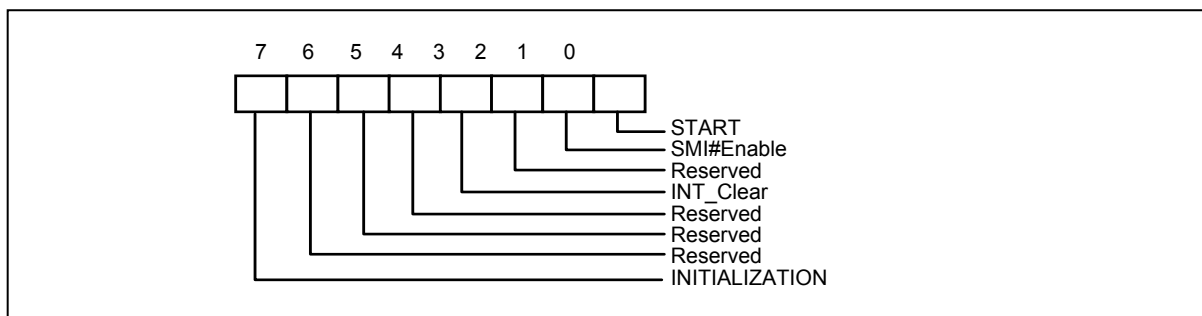 7 6 5 4 3 2 1 0
START
SMI#Enable
Reserved
INT_Clear
Reserved
Reserved
Reserved
INITIALIZATION